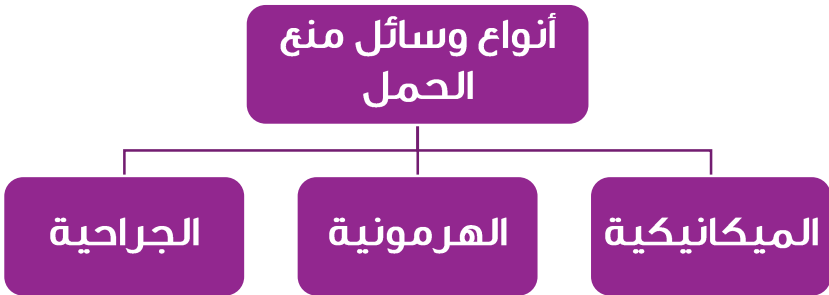 أنواع وسائل منع
الحمل
الميكانيكية
الهرمونية
الجراحية